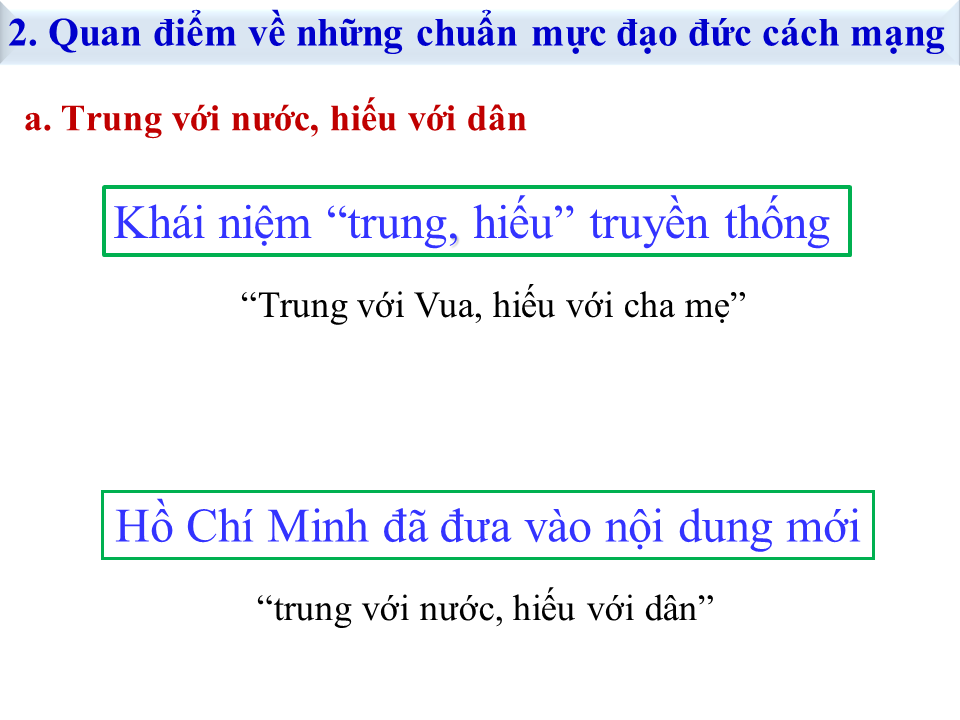 2. Quan điểm về những chuẩn mực đạo đức cách mạng
a. Trung với nước, hiếu với dân
Khái niệm “trung, hiếu” truyền thống
“Trung với Vua, hiếu với cha mẹ”
Hồ Chí Minh đã đưa vào nội dung mới
“trung với nước, hiếu với dân”